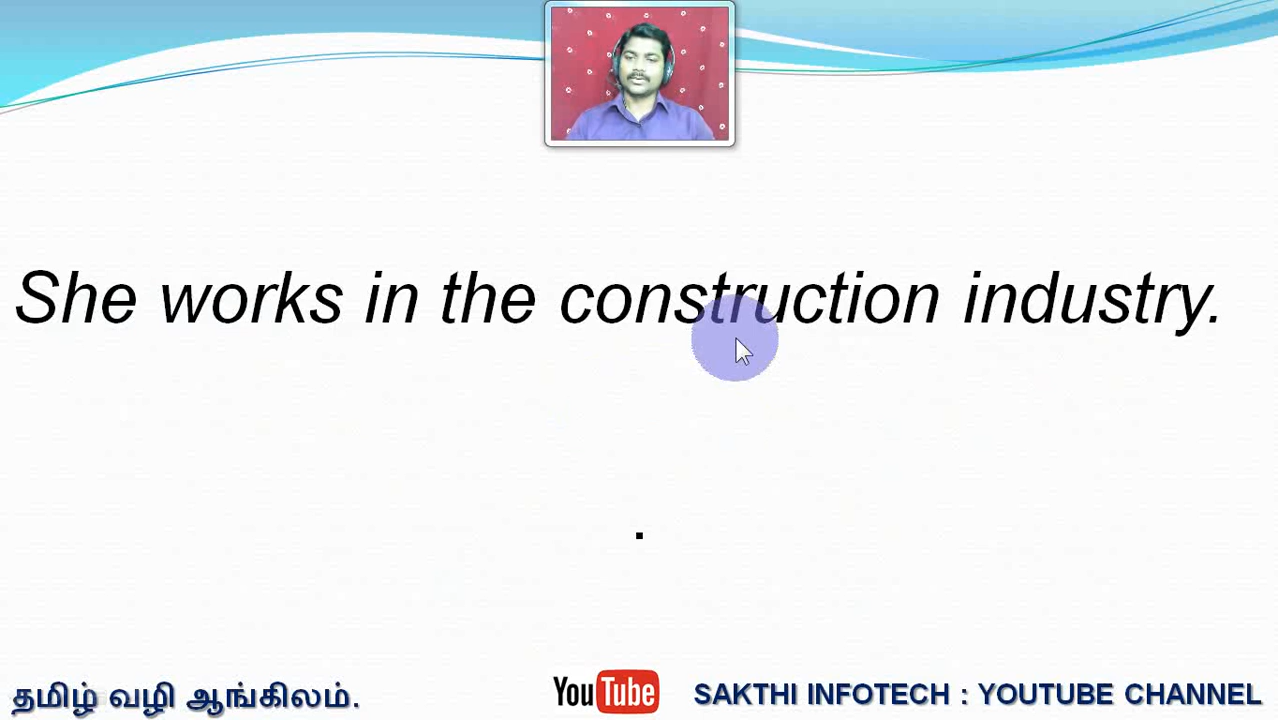 She works in the construction industry.
.
தமிழ் வழி ஆங்கிலம்.
YouTube
SAKTHI INFOTECH : YOUTUBE CHANNEL